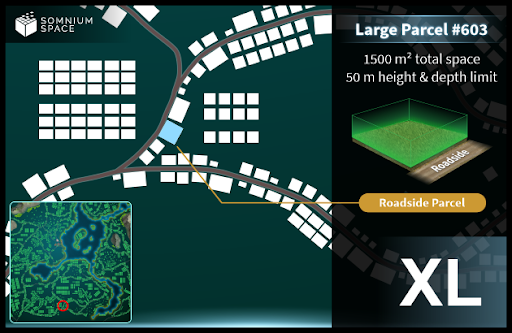 SOMNIUM
SPACE
Large Parcel #603
1500 m² total space
50 m height & depth limit
Roadside
Roadside Parcel
XL